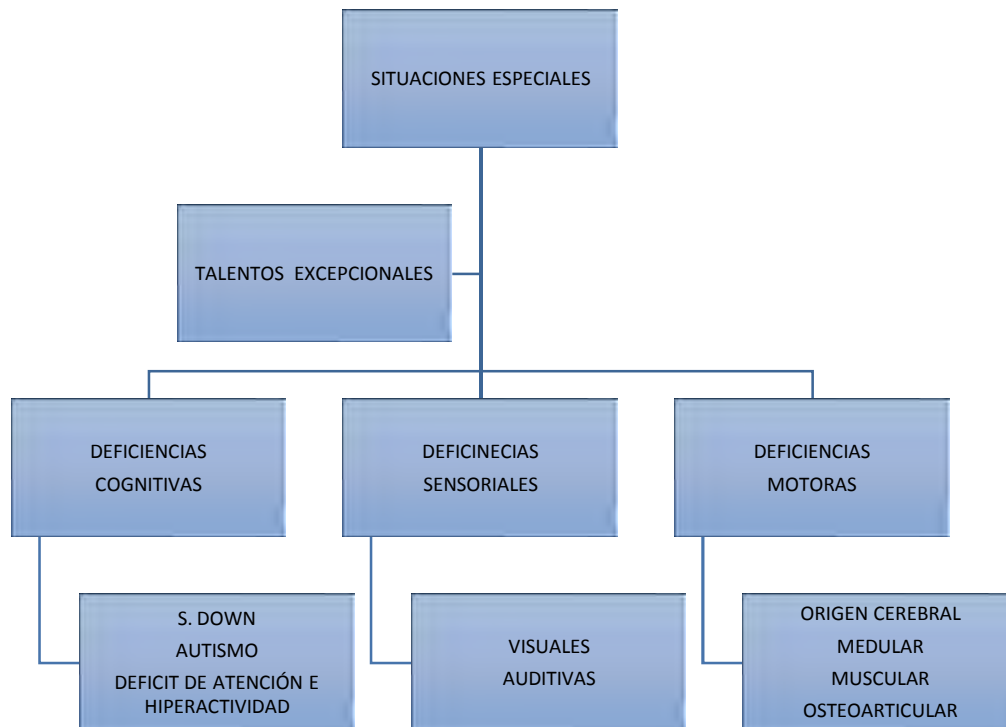 SITUACIONES ESPECIALES
TALENTOS EXCEPCIONALES
DEFICIENCIAS
COGNITIVAS
DEFICINECIAS
SENSORIALES
DEFICIENCIAS
MOTORAS
S. DOWN
AUTISMO
DEFICIT DE ATENCIÓN E
HIPERACTIVIDAD
VISUALES
AUDITIVAS
ORIGEN CEREBRAL
MEDULAR
MUSCULAR
OSTEOARTICULAR